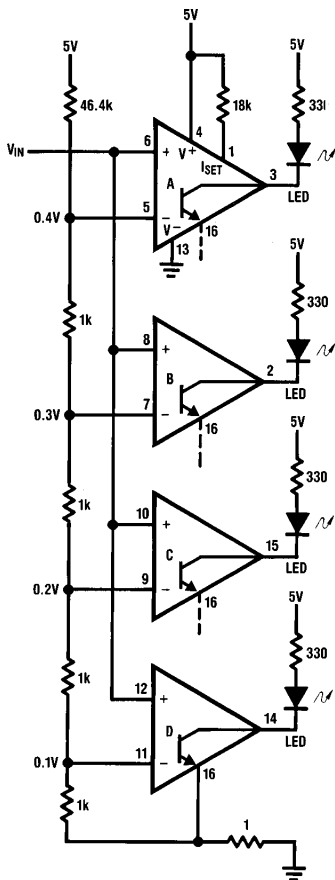 5V
5V
5V
46.4k
18k
33I
VIN
6
+
4
V+
1
ISET
3
LED
A
0.4V
5
−
V−
16
13
5V
330
1k
8
+
B
2
LED
0.3V
7
−
16
5V
330
1k
10
+
C
15
LED
0.2V
9
−
16
5V
330
1k
12
+
D
14
LED
0.1V
11
−
16
1k
1